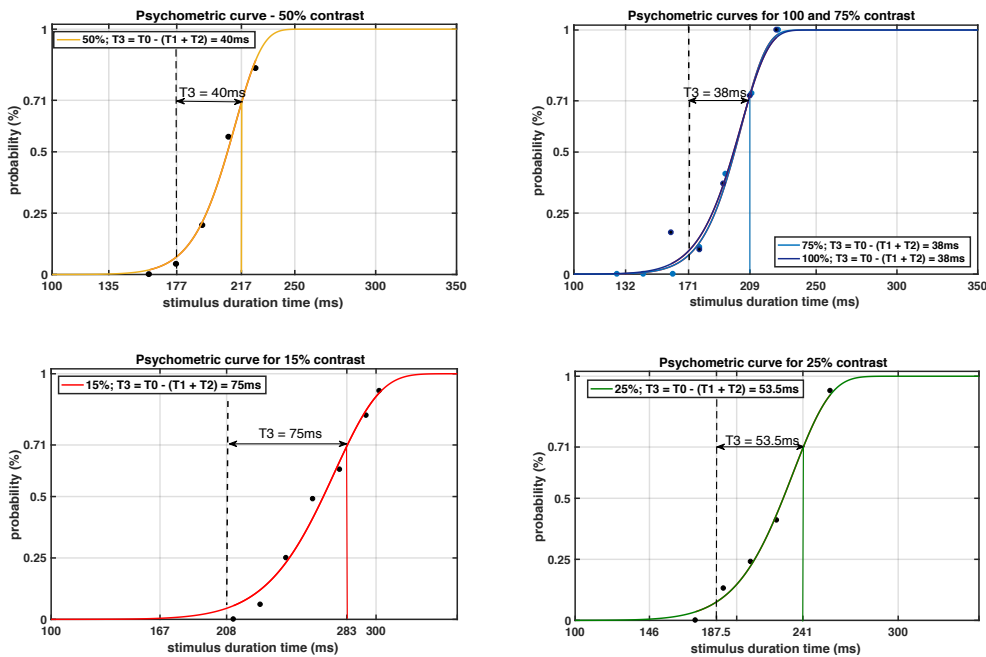 Psychometric curve - 50% contrast
50%; T3 = T0 - (T1 + T2) = 40ms
T3 = 40ms
probability (%)
1
0.71
0.5
0.25
0
100
135
177
217
250
300
350
stimulus duration time (ms)
Psychometric curves for 100 and 75% contrast
T3 = 38ms
75%; T3 = T0 - (T1 + T2) = 38ms
100%; T3 = T0 - (T1 + T2) = 38ms
probability (%)
1
0.71
0.5
0.25
0
100
132
171
209
250
300
350
stimulus duration time (ms)
Psychometric curve for 15% contrast
15%; T3 = T0 - (T1 + T2) = 75ms
T3 = 75ms
probability (%)
1
0.71
0.5
0.25
0
100
167
208
283
300
stimulus duration time (ms)
Psychometric curve for 25% contrast
25%; T3 = T0 - (T1 + T2) = 53.5ms
T3 = 53.5ms
probability (%)
1
0.71
0.5
0.25
0
100
146
187.5
241
300
stimulus duration time (ms)